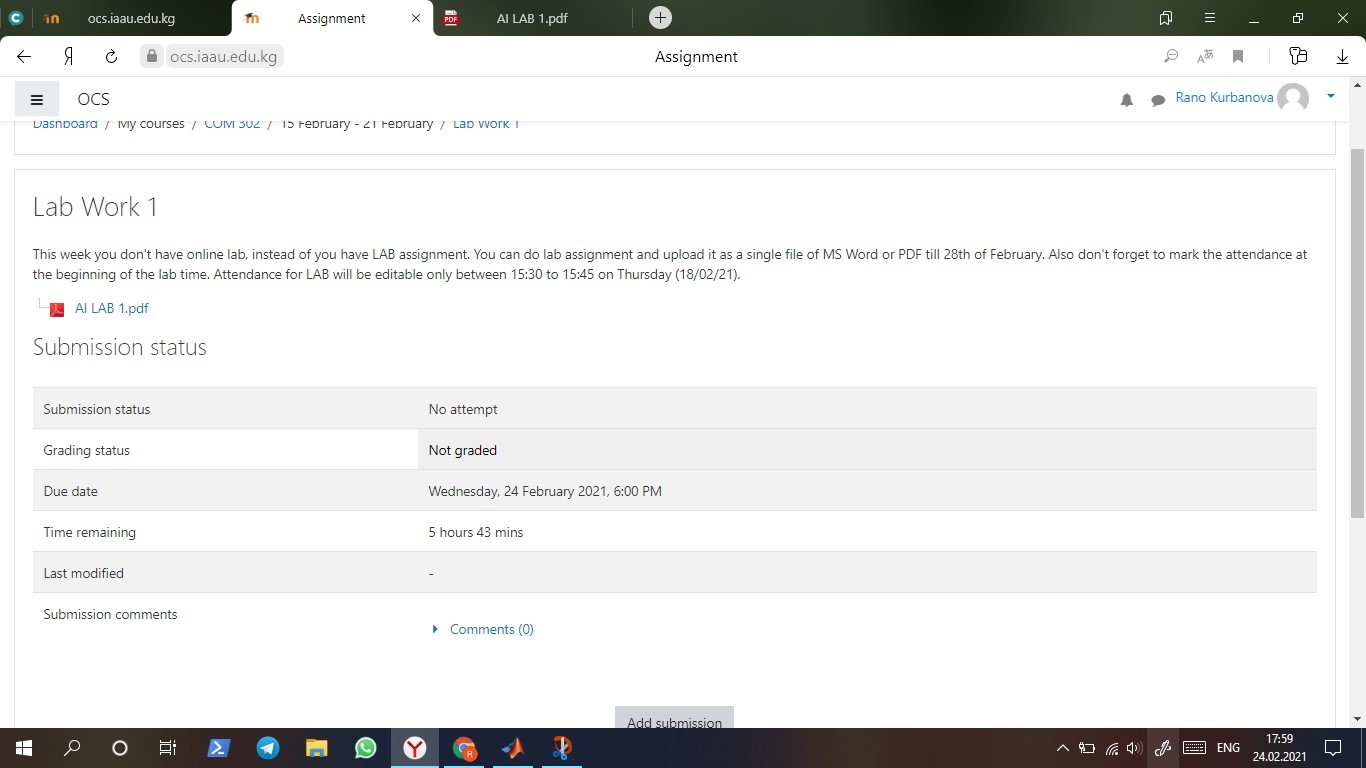 ocs.iaau.edu.kg
Assignment
AI LAB 1.pdf
ocs.iaau.edu.kg
Assignment
OCS
Rano Kurbanova
Dashboard / My courses / COM 302 / 15 February - 21 February / Lab Work 1
Lab Work 1
This week you don't have online lab, instead of you have LAB assignment. You can do lab assignment and upload it as a single file of MS Word or PDF till 28th of February. Also don't forget to mark the attendance at
the beginning of the lab time. Attendance for LAB will be editable only between 15:30 to 15:45 on Thursday (18/02/21).
AI LAB 1.pdf
Submission status
Submission status No attempt
Grading status Not graded
Due date Wednesday, 24 February 2021, 6:00 PM
Time remaining 5 hours 43 mins
Last modified -
Submission comments
Comments (0)
Add submission
ENG
17:59
24.02.2021